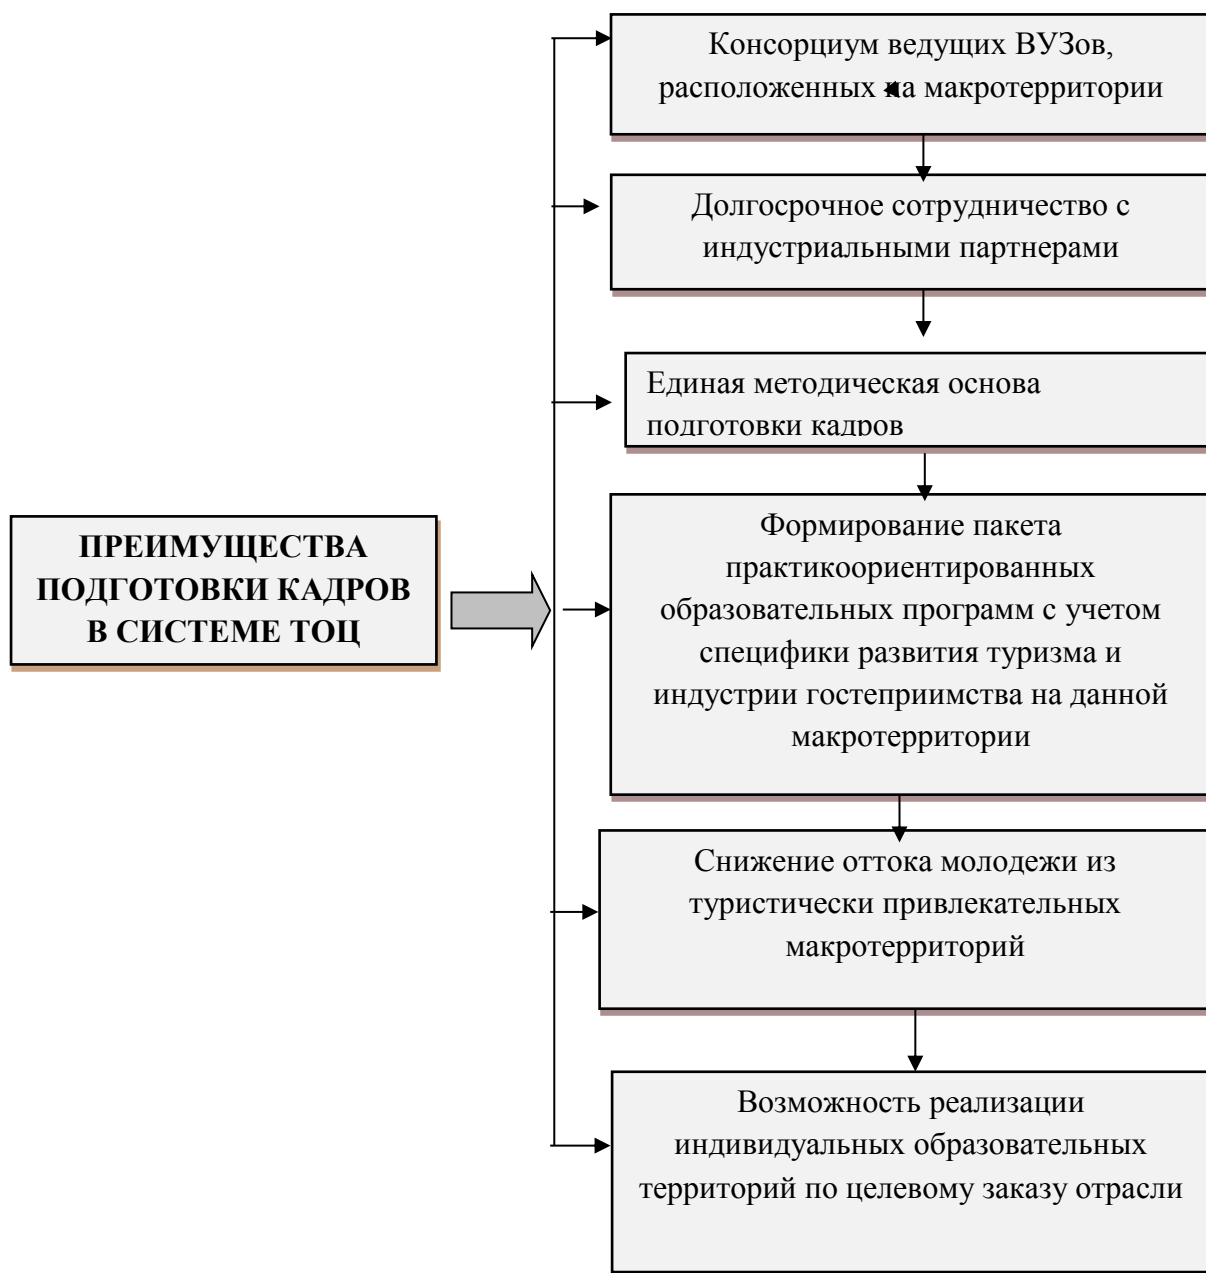 Консорциум ведущих ВУЗов,
расположенных на макротерритории
Долгосрочное сотрудничество с
индустриальными партнерами
Единая методическая основа
подготовки кадров
ПРЕИМУЩЕСТВА
ПОДГОТОВКИ КАДРОВ
В СИСТЕМЕ ТОЦ
Формирование пакета
практикоориентированных
образовательных программ с учетом
специфики развития туризма и
индустрии гостеприимства на данной
макротерритории
Снижение оттока молодежи из
туристически привлекательных
макротерриторий
Возможность реализации
индивидуальных образовательных
территорий по целевому заказу отрасли